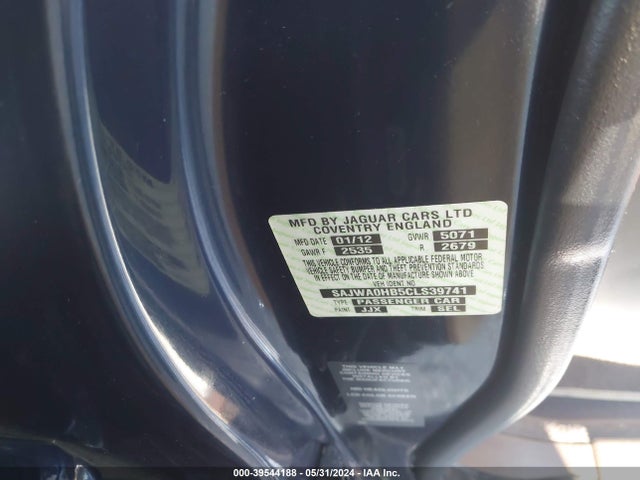 MFD BY JAGUAR CARS LTD
COVENTRY ENGLAND
MFD DATE 01/12 GVWR 5071
GAWR F 2535 R 2679
THIS VEHICLE CONFORMS TO ALL APPLICABLE FEDERAL MOTOR
VEHICLE SAFETY BUMPER AND THEFT PREVENTION STANDARDS
IN EFFECT ON THE DATE OF MANUFACTURE SHOWN ABOVE
VEH IDENT NO
SAJWA0HB5CLS39741
TYPE PASSENGER CAR
PAINT JJX TRIM SEL
THIS VEHICLE MAY
000-39544188 - 05/31/2024 - IAA Inc.